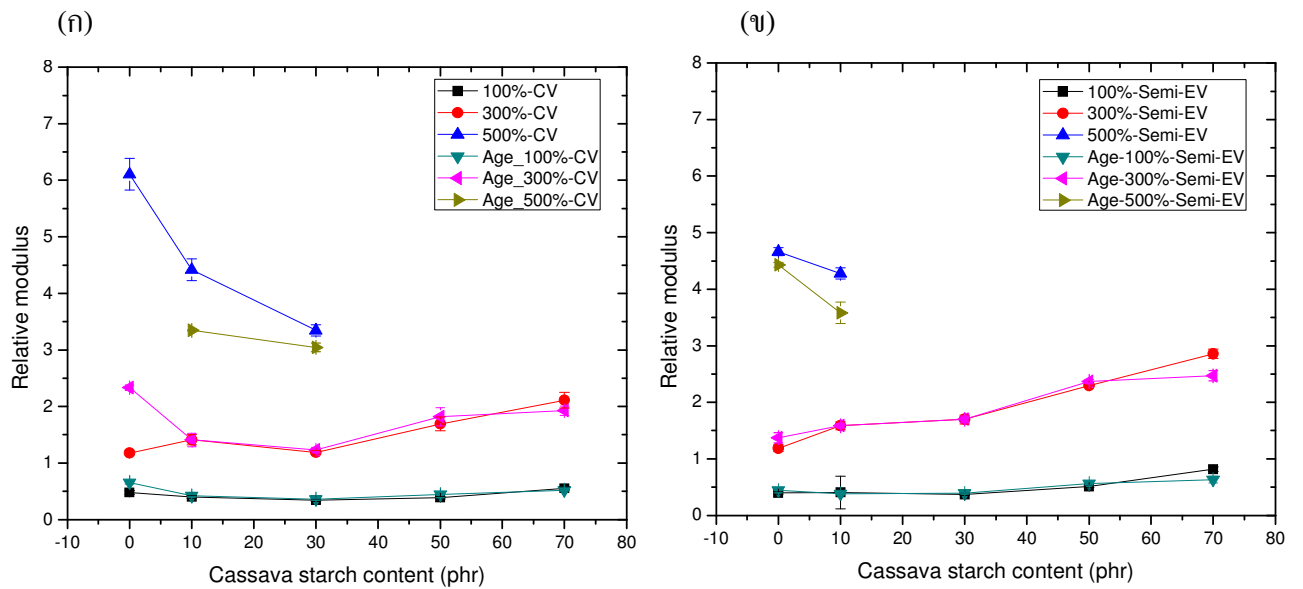 (ก)
8
7
6
5
4
3
2
1
0
-10 0 10 20 30 40 50 60 70 80
Relative modulus
Cassava starch content (phr)
100%-CV
300%-CV
500%-CV
Age_100%-CV
Age_300%-CV
Age_500%-CV
(ข)
8
7
6
5
4
3
2
1
0
-10 0 10 20 30 40 50 60 70 80
Relative modulus
Cassava starch content (phr)
100%-Semi-EV
300%-Semi-EV
500%-Semi-EV
Age-100%-Semi-EV
Age-300%-Semi-EV
Age-500%-Semi-EV